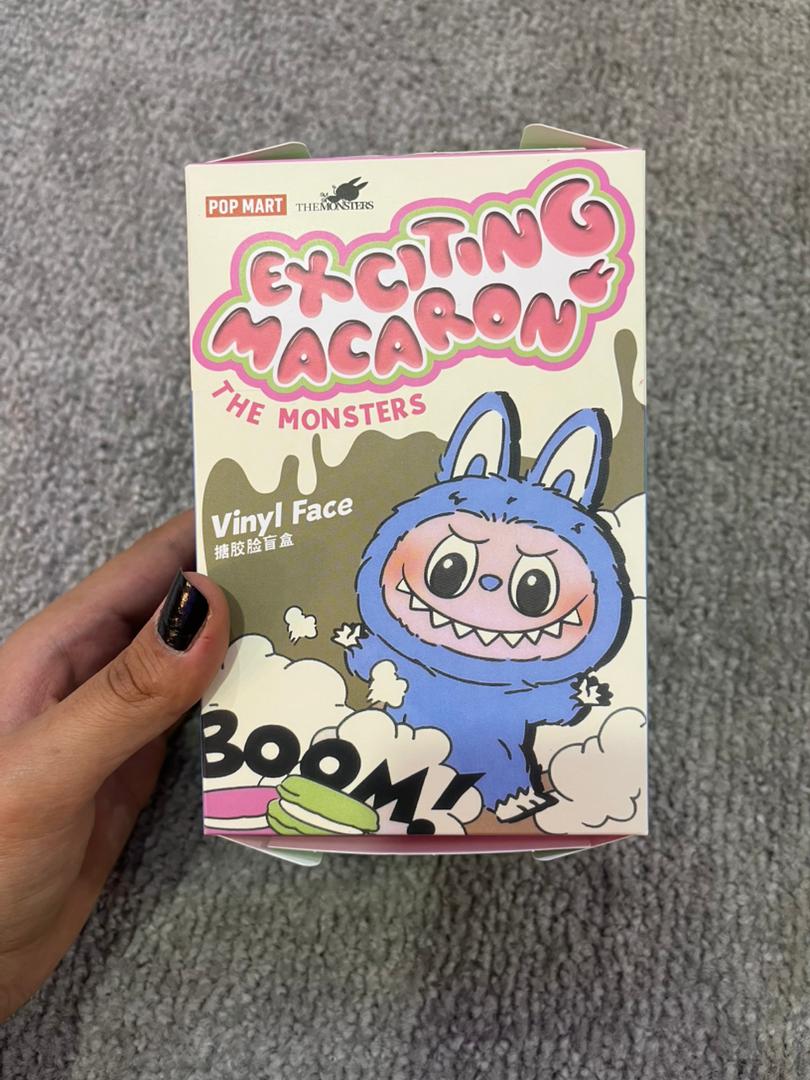 POP MART
THE MONSTERS
EXCITING
MACARON
THE MONSTERS
Vinyl Face
搪胶脸盲盒
BOOM!